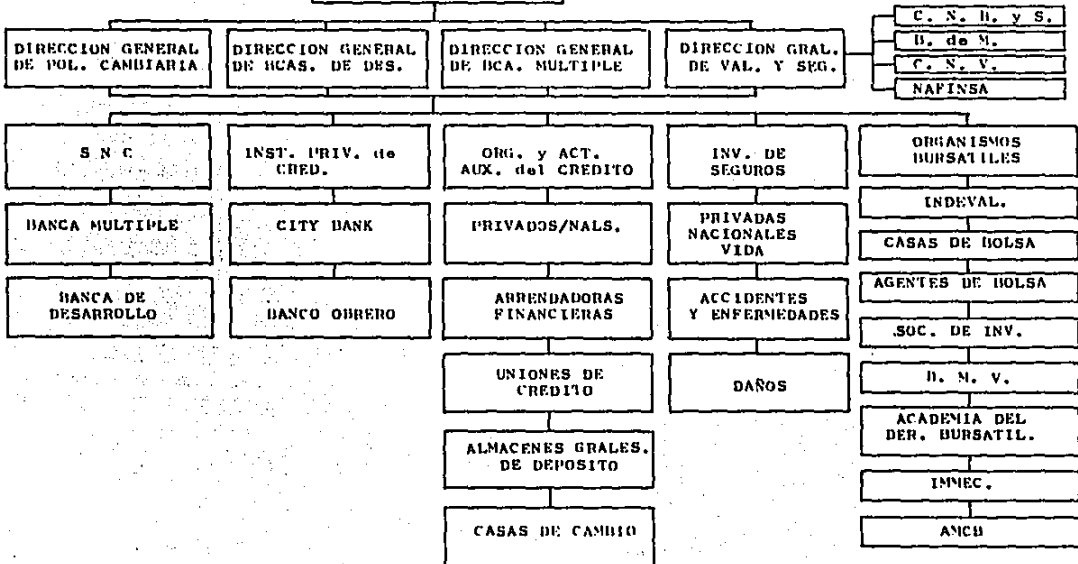 C. N. B. y S.
B. de M.
C. N. V.
NAFINSA
DIRECCION GENERAL
DE POL. CAMBIARIA
DIRECCION GENERAL
DE BCAS. DE DES.
DIRECCION GENERAL
DE BCA. MULTIPLE
DIRECCION GRAL.
DE VAL. Y SEG.
S N C
BANCA MULTIPLE
BANCA DE
DESARROLLO
INST. PRIV. de
CRED.
CITY BANK
BANCO OBRERO
ORG. y ACT.
AUX. del CREDITO
PRIVADOS/NALS.
ARRENDADORAS
FINANCIERAS
UNIONES DE
CREDITO
ALMACENES GRALES.
DE DEPOSITO
CASAS DE CAMBIO
INV. DE
SEGUROS
PRIVADAS
NACIONALES
VIDA
ACCIDENTES
Y ENFERMEDADES
DAÑOS
ORGANISMOS
BURSATILES
INDEVAL.
CASAS DE BOLSA
AGENTES DE BOLSA
SOC. DE INV.
B. M. V.
ACADEMIA DEL
DER. BURSATIL.
IMMEC.
AMCB